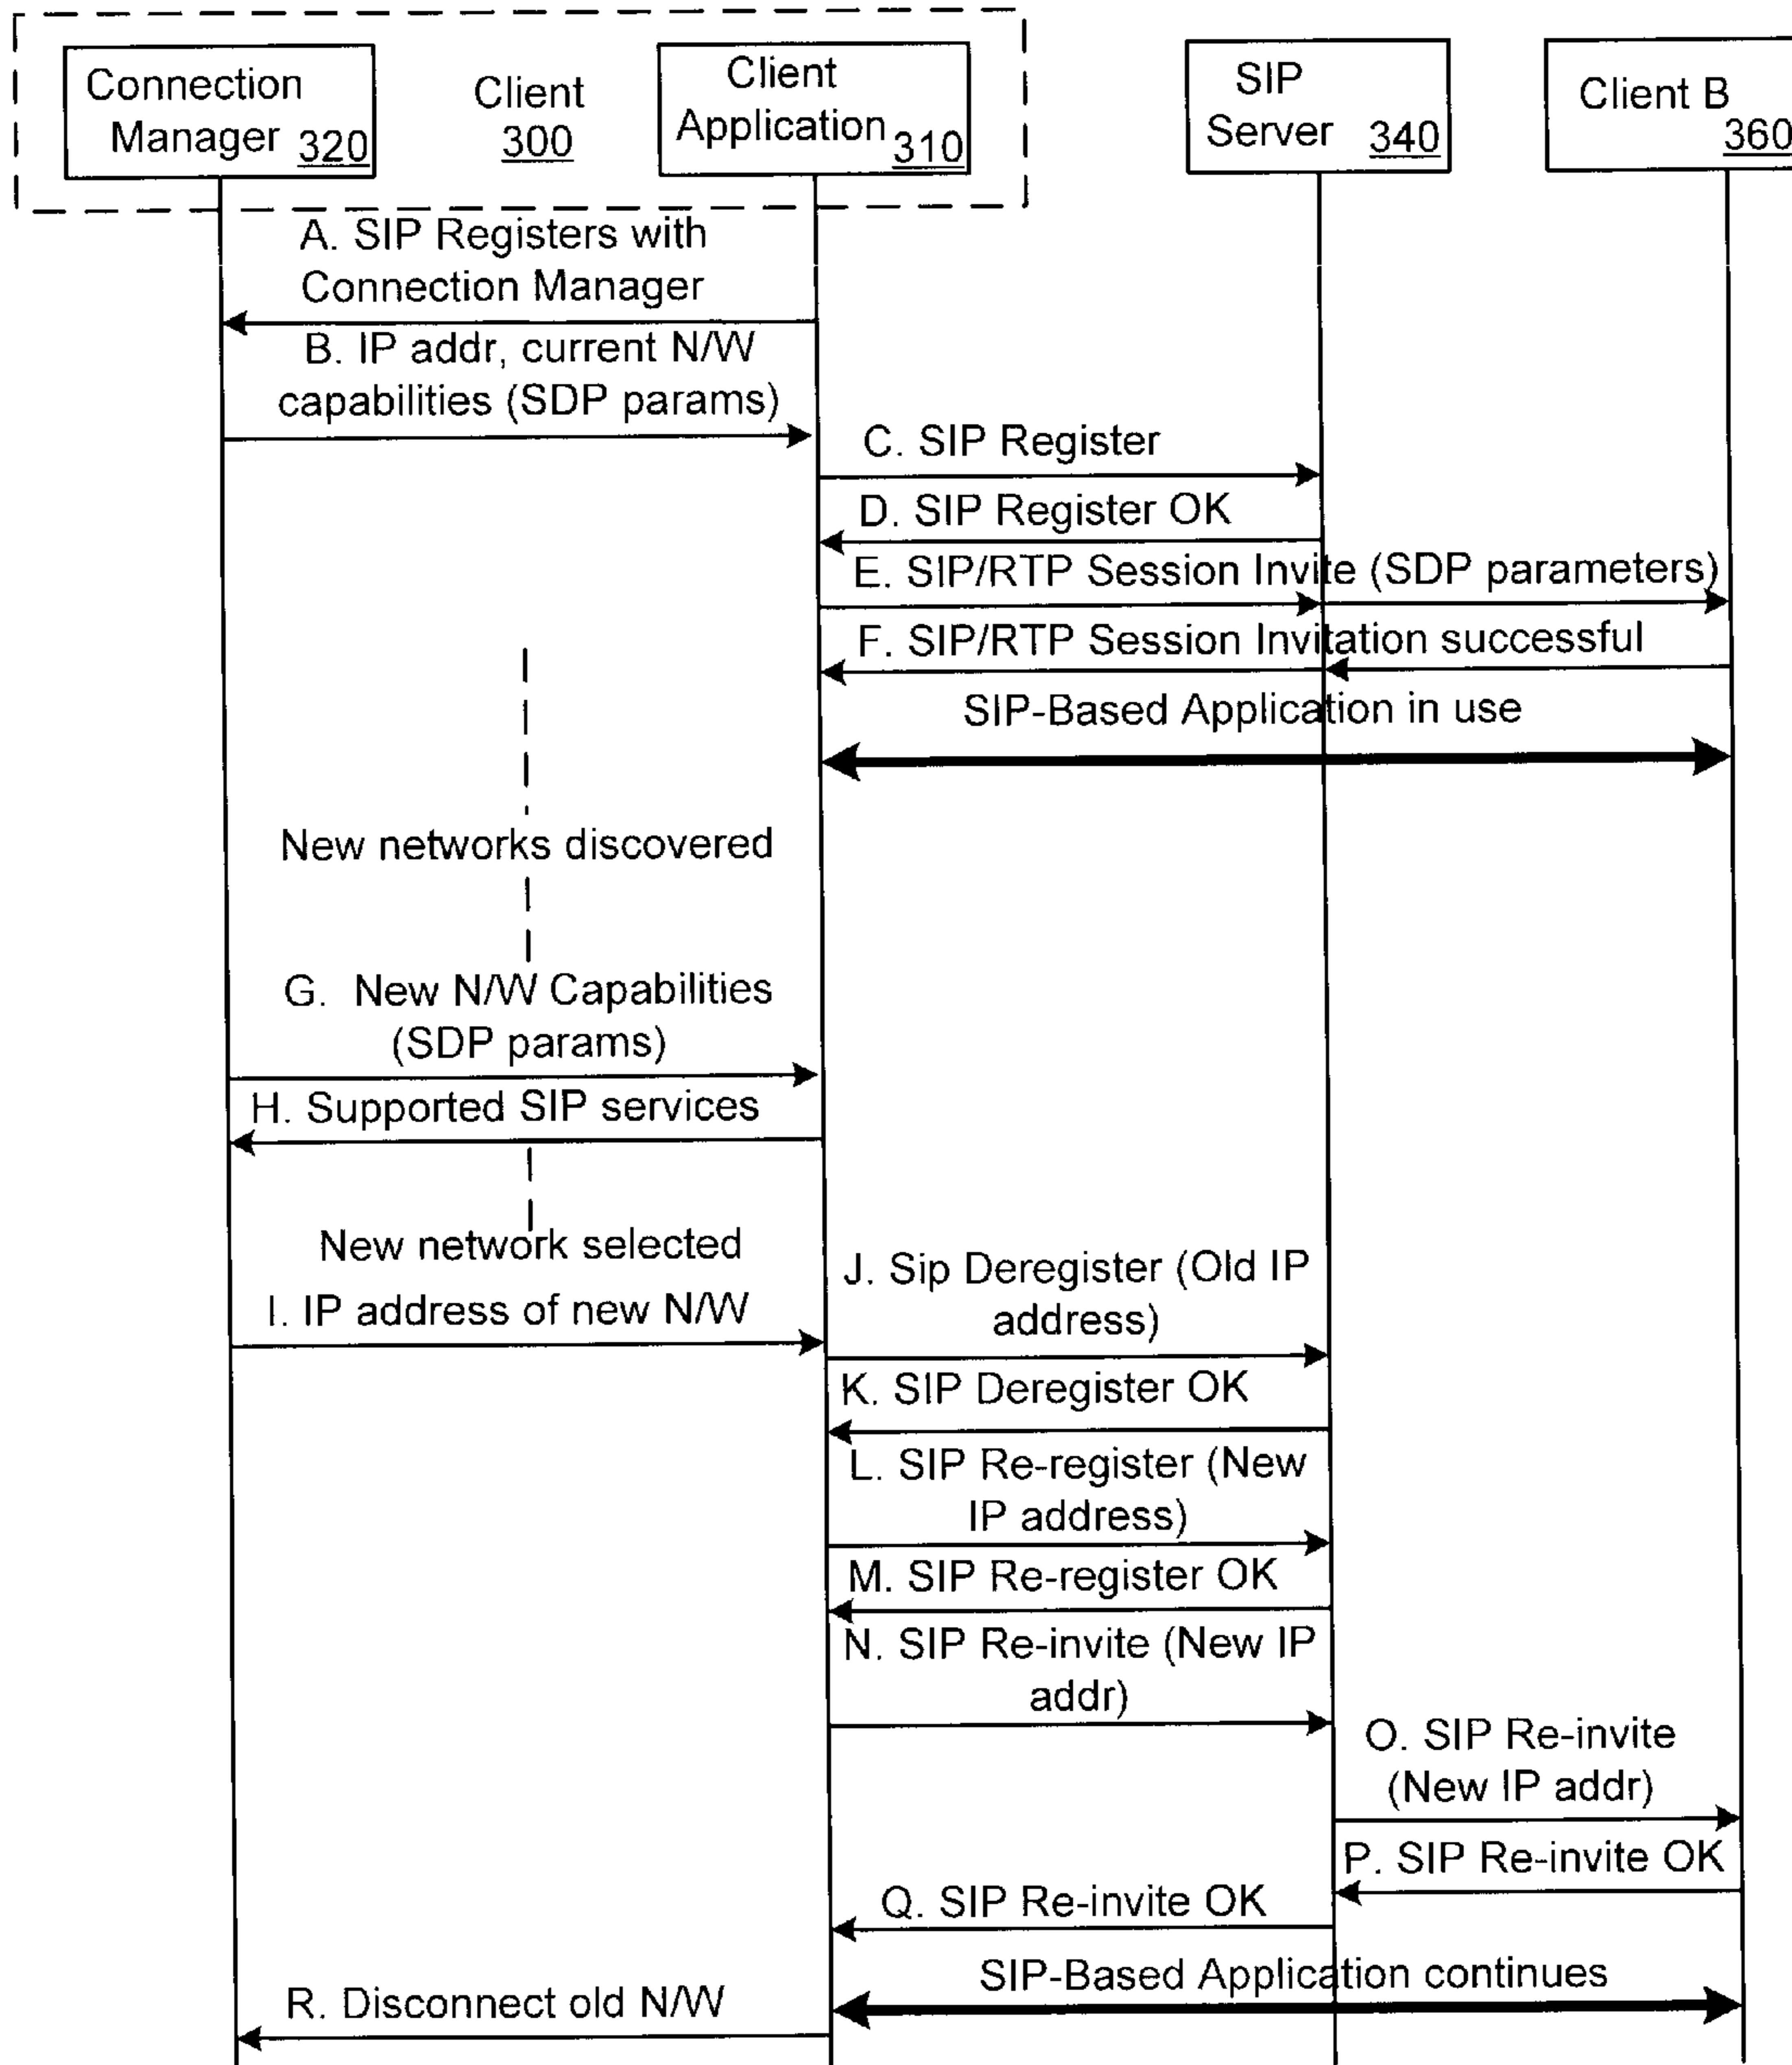 Connection
Manager 320
Client
300
Client
Application 310
SIP
Server 340
Client B
360
A. SIP Registers with
Connection Manager
B. IP addr, current N/W
capabilities (SDP params)
C. SIP Register
D. SIP Register OK
E. SIP/RTP Session Invite (SDP parameters)
F. SIP/RTP Session Invitation successful
SIP-Based Application in use
New networks discovered
G. New N/W Capabilities
(SDP params)
H. Supported SIP services
New network selected
I. IP address of new N/W
J. Sip Deregister (Old IP
address)
K. SIP Deregister OK
L. SIP Re-register (New
IP address)
M. SIP Re-register OK
N. SIP Re-invite (New IP
addr)
O. SIP Re-invite
(New IP addr)
P. SIP Re-invite OK
Q. SIP Re-invite OK
SIP-Based Application continues
R. Disconnect old N/W